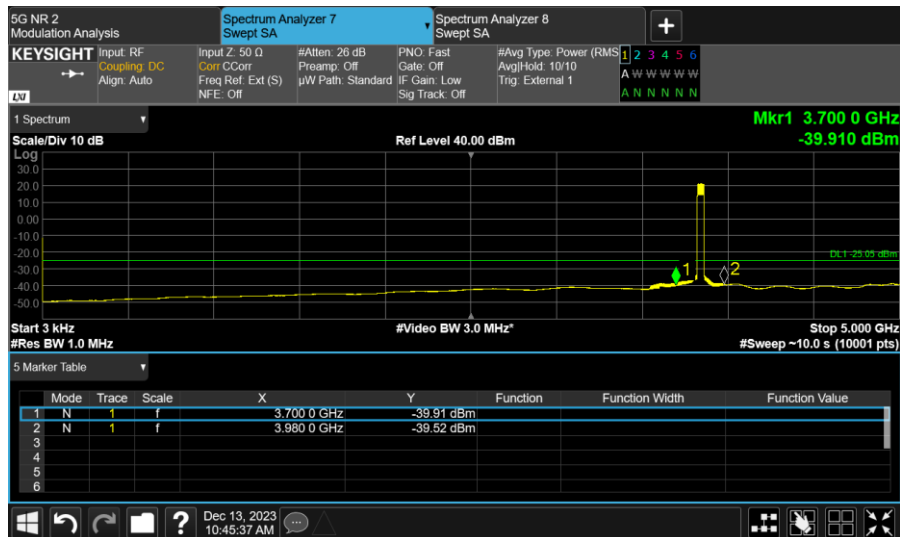 5G NR 2
Modulation Analysis
Spectrum Analyzer 7
Swept SA
Spectrum Analyzer 8
Swept SA
KEYSIGHT
LXI
Input: RF
Coupling: DC
Align: Auto
Input Z: 50 Ω
Corr CCorr
Freq Ref: Ext (S)
NFE: Off
#Atten: 26 dB
Preamp: Off
µW Path: Standard
PNO: Fast
Gate: Off
IF Gain: Low
Sig Track: Off
#Avg Type: Power (RMS
Avg|Hold: 10/10
Trig: External 1
1 2 3 4 5 6
A W W W W W
A N N N N N
1 Spectrum
Scale/Div 10 dB
Ref Level 40.00 dBm
Mkr1 3.700 0 GHz
-39.910 dBm
Log
30.0
20.0
10.0
0.00
-10.0
-20.0
-30.0
-40.0
-50.0
DL1 -25.05 dBm
1
2
Start 3 kHz
#Video BW 3.0 MHz*
Stop 5.000 GHz
#Res BW 1.0 MHz
#Sweep ~10.0 s (10001 pts)
5 Marker Table
Mode Trace Scale X Y Function Function Width Function Value
1 N 1 f 3.700 0 GHz -39.91 dBm
2 N 1 f 3.980 0 GHz -39.52 dBm
3
4
5
6
?
Dec 13, 2023
10:45:37 AM